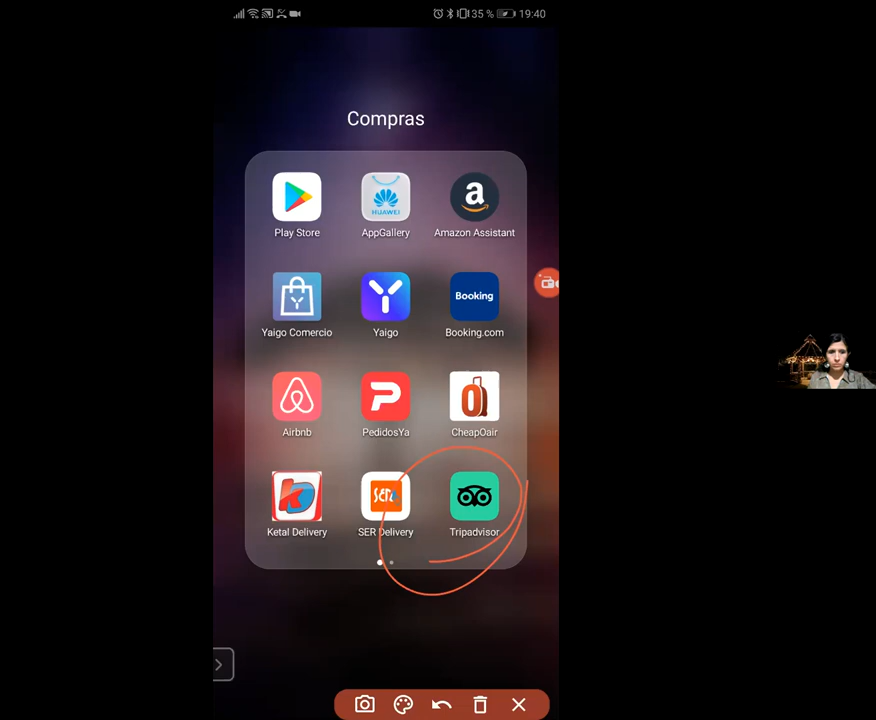 35 % 19:40
Compras
HUAWEI
a
Play Store AppGallery Amazon Assistant
Booking
Yaigo Comercio Yaigo Booking.com
Airbnb PedidosYa CheapOair
SER
Ketal Delivery SER Delivery Tripadvisor